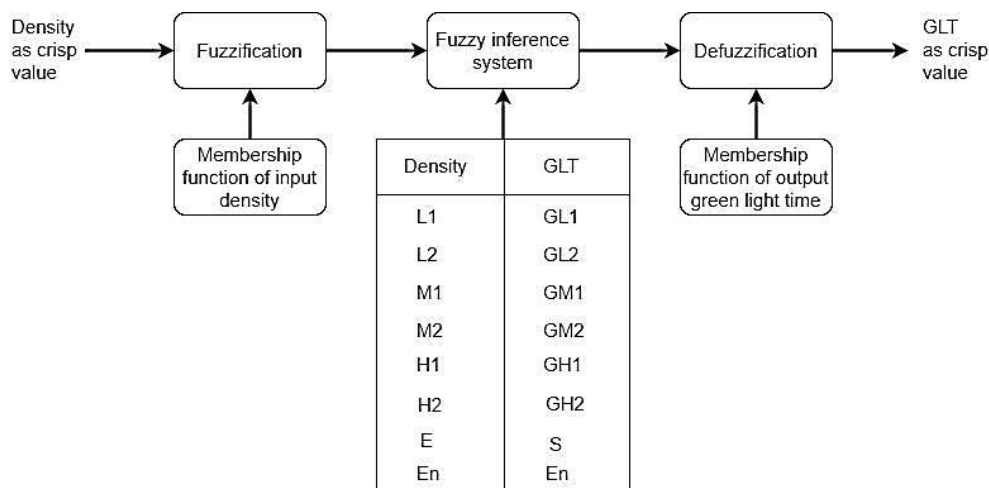 Density
as crisp
value
Fuzzification
Fuzzy inference
system
Defuzzification
GLT
as crisp
value
Membership
function of input
density
Membership
function of output
green light time
Density GLT
L1 GL1
L2 GL2
M1 GM1
M2 GM2
H1 GH1
H2 GH2
E S
En En